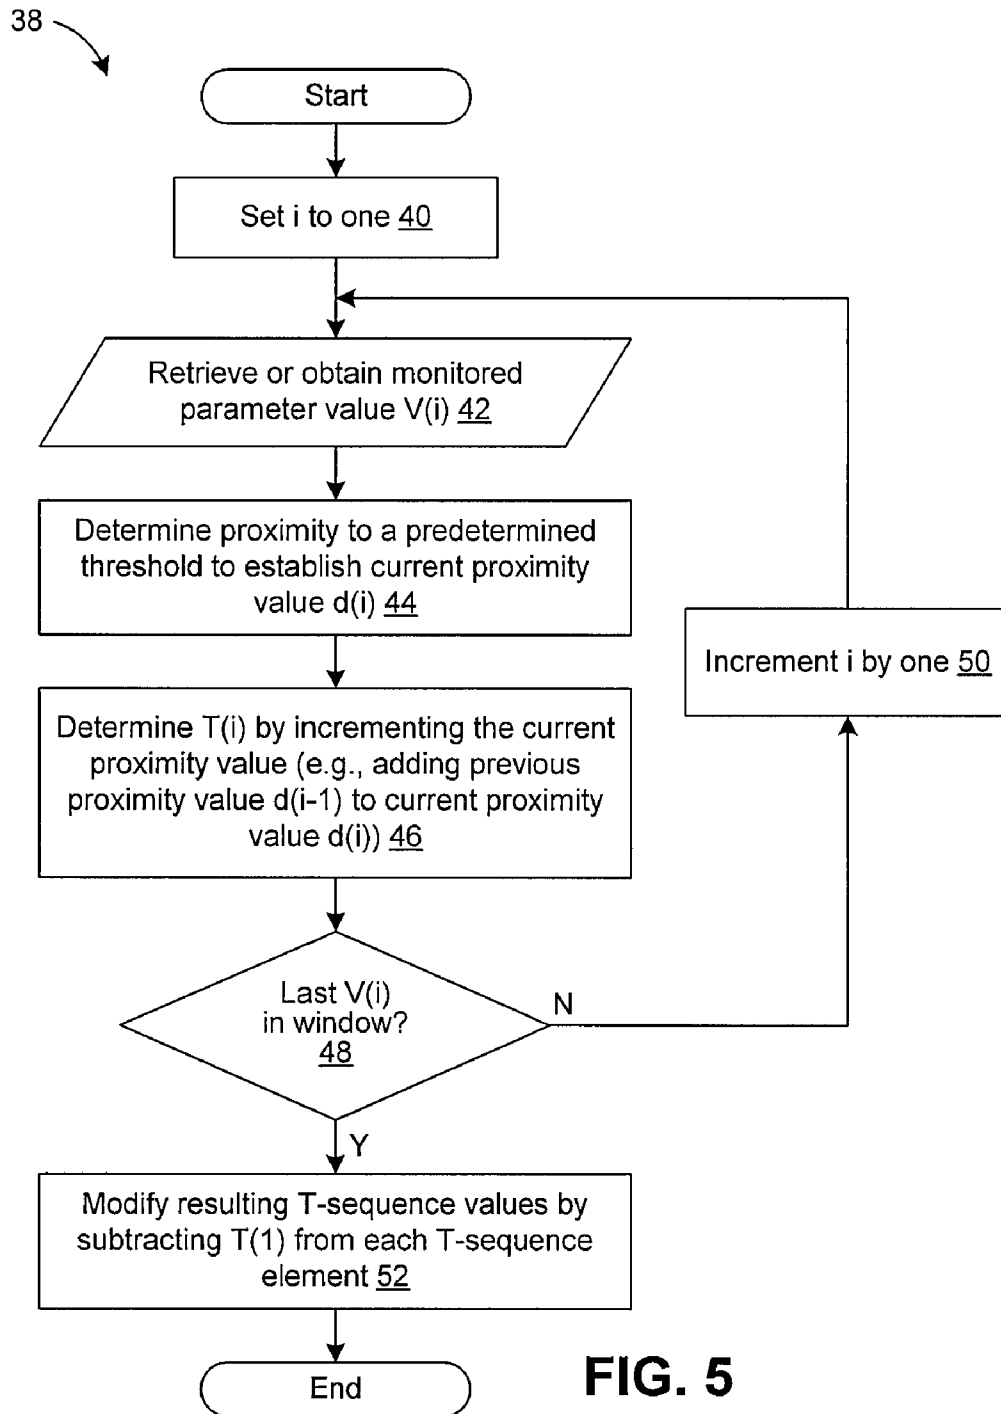 38
Start
Set i to one 40
Retrieve or obtain monitored
parameter value V(i) 42
Determine proximity to a predetermined
threshold to establish current proximity
value d(i) 44
Increment i by one 50
Determine T(i) by incrementing the current
proximity value (e.g., adding previous
proximity value d(i-1) to current proximity
value d(i)) 46
Last V(i)
in window?
48
N
Y
Modify resulting T-sequence values by
subtracting T(1) from each T-sequence
element 52
End
FIG. 5